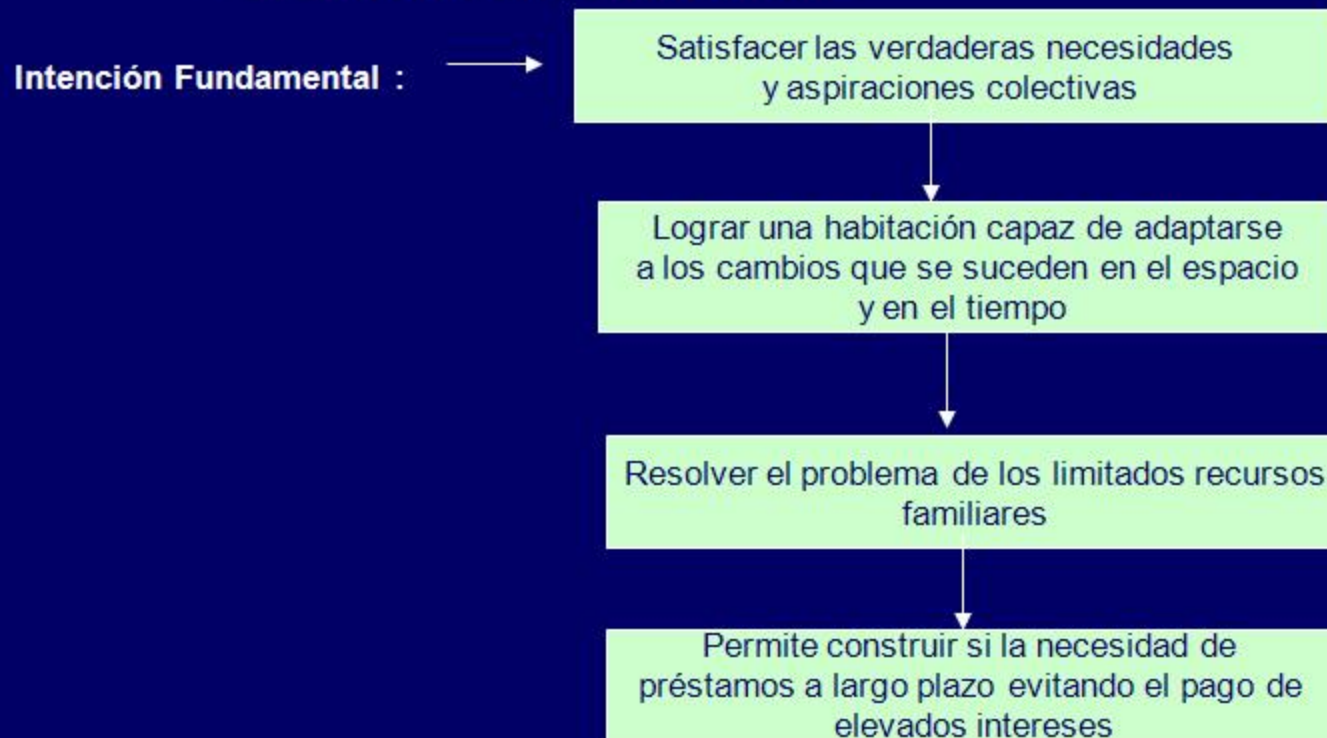 Intención Fundamental :
Satisfacer las verdaderas necesidades
y aspiraciones colectivas
Lograr una habitación capaz de adaptarse
a los cambios que se suceden en el espacio
y en el tiempo
Resolver el problema de los limitados recursos
familiares
Permite construir si la necesidad de
préstamos a largo plazo evitando el pago de
elevados intereses